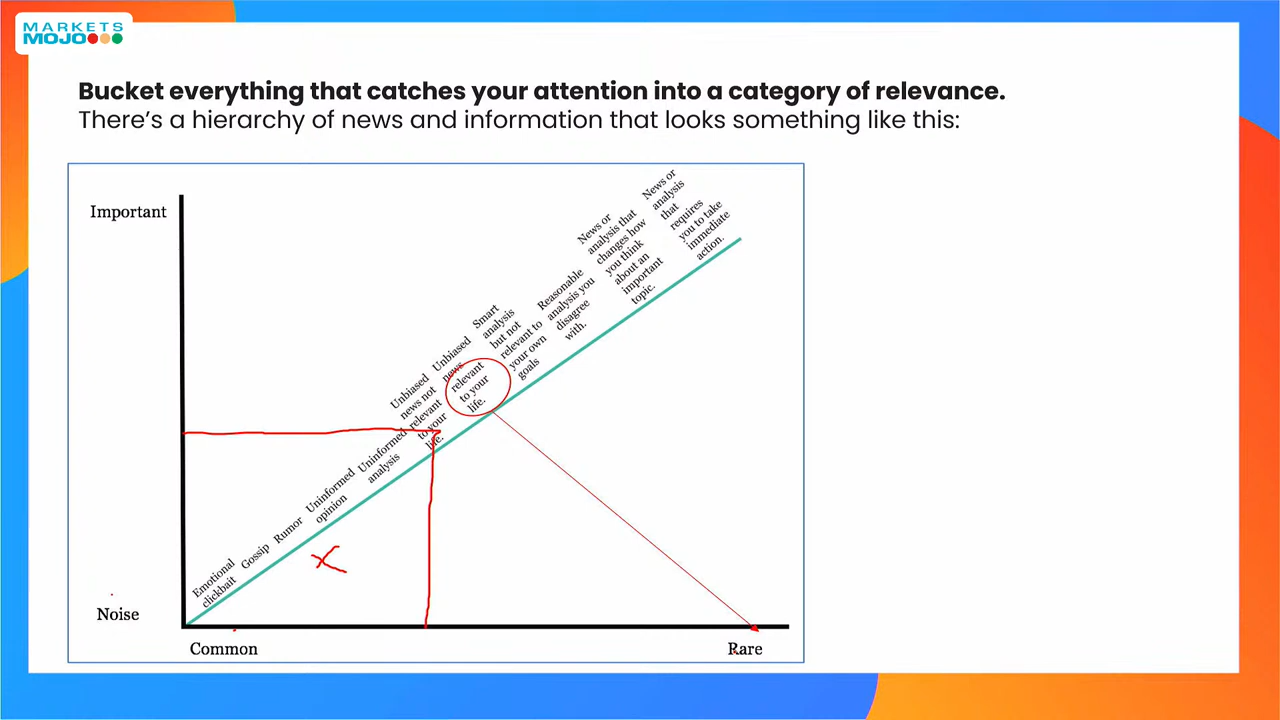 MARKETS
MOJO
Bucket everything that catches your attention into a category of relevance.
There's a hierarchy of news and information that looks something like this:
Important
Noise
Common
Rare
Emotional
clickbait
Gossip
Rumor
Uninformed
opinion
Uninformed
analysis
Unbiased
news not
relevant
to your
life.
Unbiased
news
relevant
to your
life.
Smart
analysis
but not
relevant to
your own
goals
Reasonable
analysis you
disagree
with.
News or
analysis that
changes how
you think
about an
important
topic.
News or
analysis
that
requires
you to take
immediate
action.
X